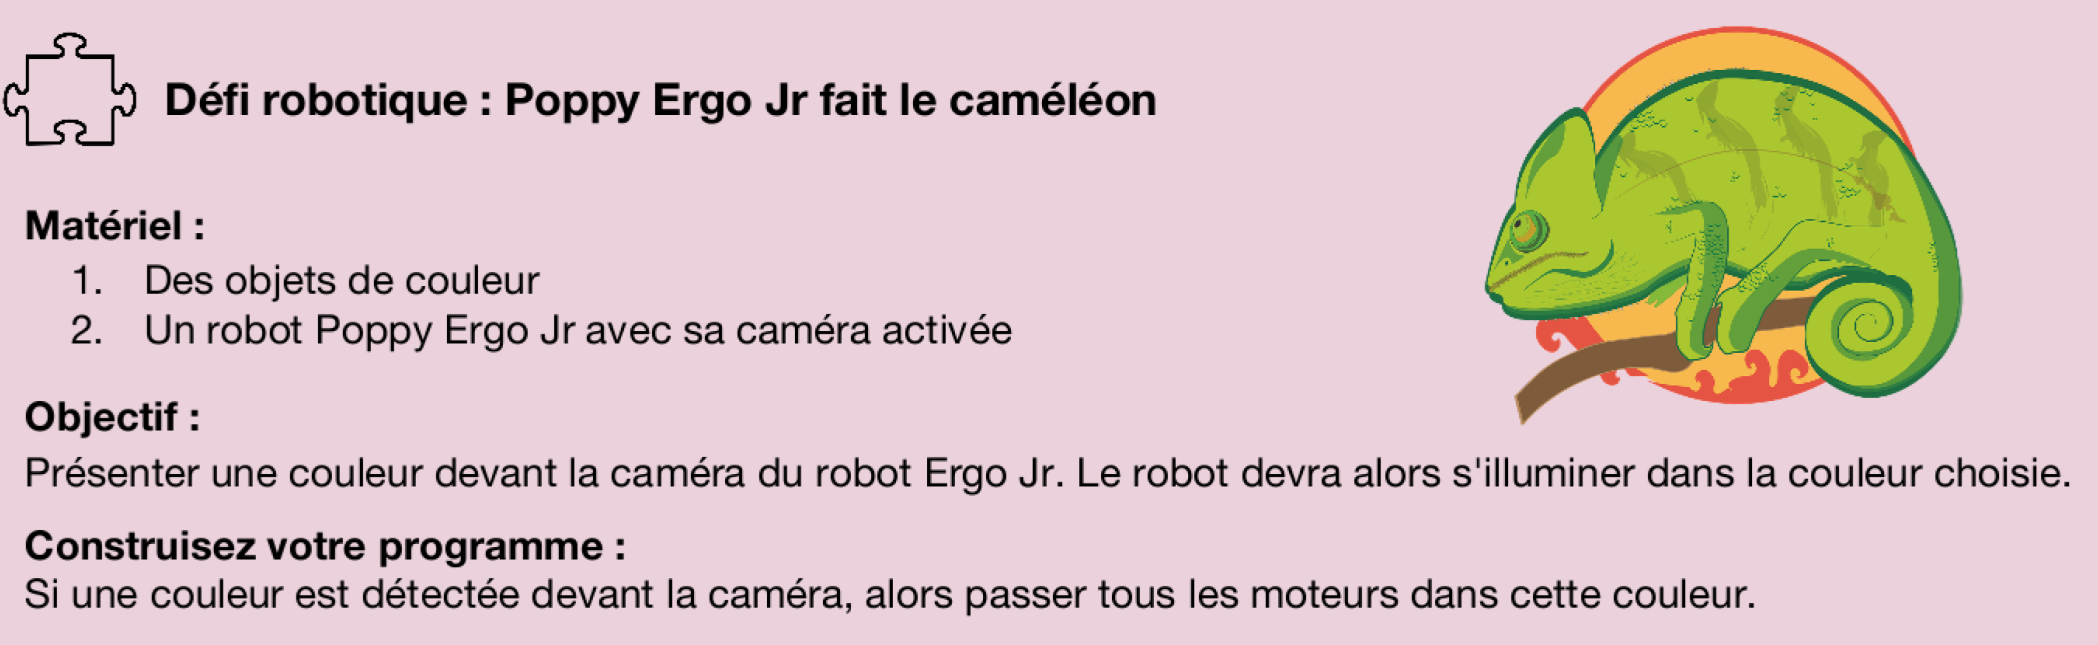 Défi robotique : Poppy Ergo Jr fait le caméléon
Matériel :
1. Des objets de couleur
2. Un robot Poppy Ergo Jr avec sa caméra activée
Objectif :
Présenter une couleur devant la caméra du robot Ergo Jr. Le robot devra alors s'illuminer dans la couleur choisie.
Construisez votre programme :
Si une couleur est détectée devant la caméra, alors passer tous les moteurs dans cette couleur.